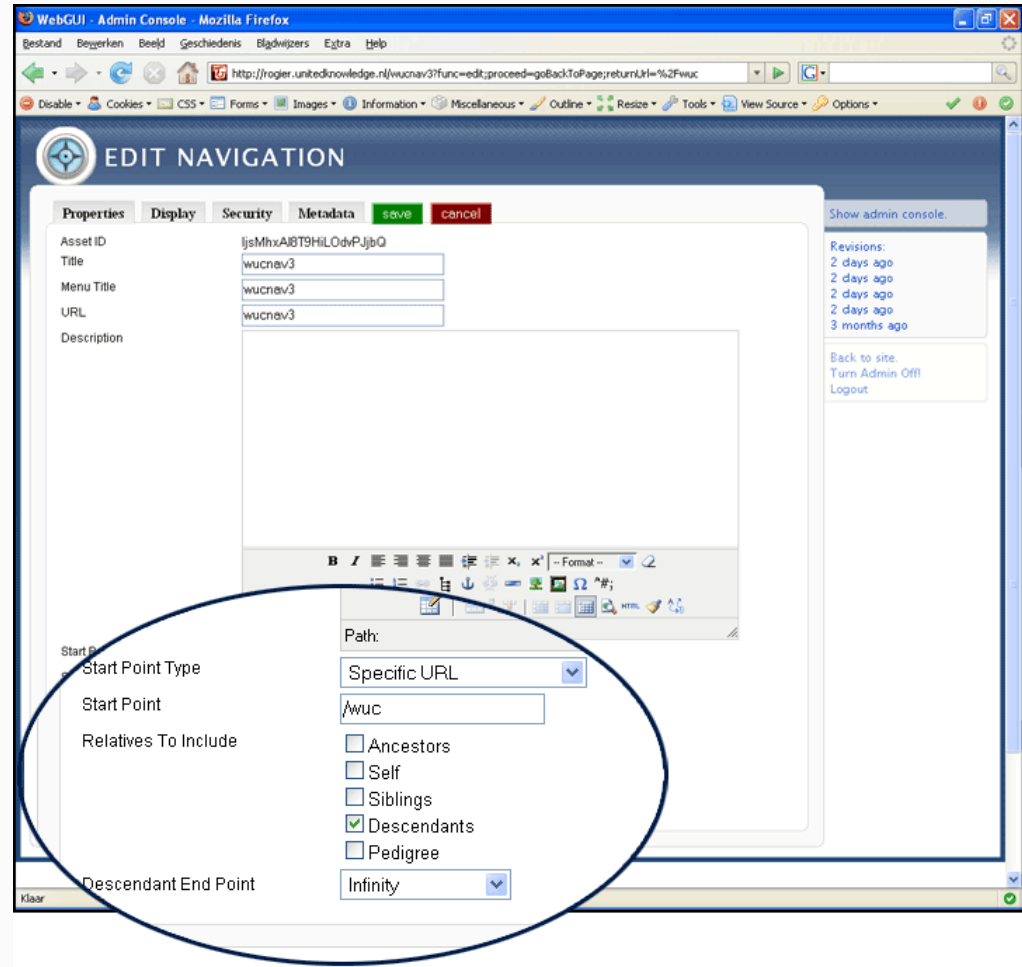 WebGUI - Admin Console - Mozilla Firefox
Bestand Bewerken Beeld Geschiedenis Bladwijzers Extra Help
http://rogier.unitedknowledge.nl/wucnav3?func=edit;proceed=goBackToPage;returnUrl=%2Fwuc
G
Disable Cookies CSS Forms Images Information Miscellaneous Outline Resize Tools View Source Options
EDIT NAVIGATION
Properties Display Security Metadata save cancel
Show admin console.
Asset ID
Title wucnav3
Menu Title wucnav3
URL wucnav3
Description
Revisions:
2 days ago
2 days ago
2 days ago
2 days ago
3 months ago
Back to site.
Turn Admin Off!
Logout
B I x, x² -- Format --
Ω ^#;
HTML
Path:
Start Point Type Specific URL
Start Point /wuc
Relatives To Include
Ancestors
Self
Siblings
Descendants
Pedigree
Descendant End Point Infinity
Klaar